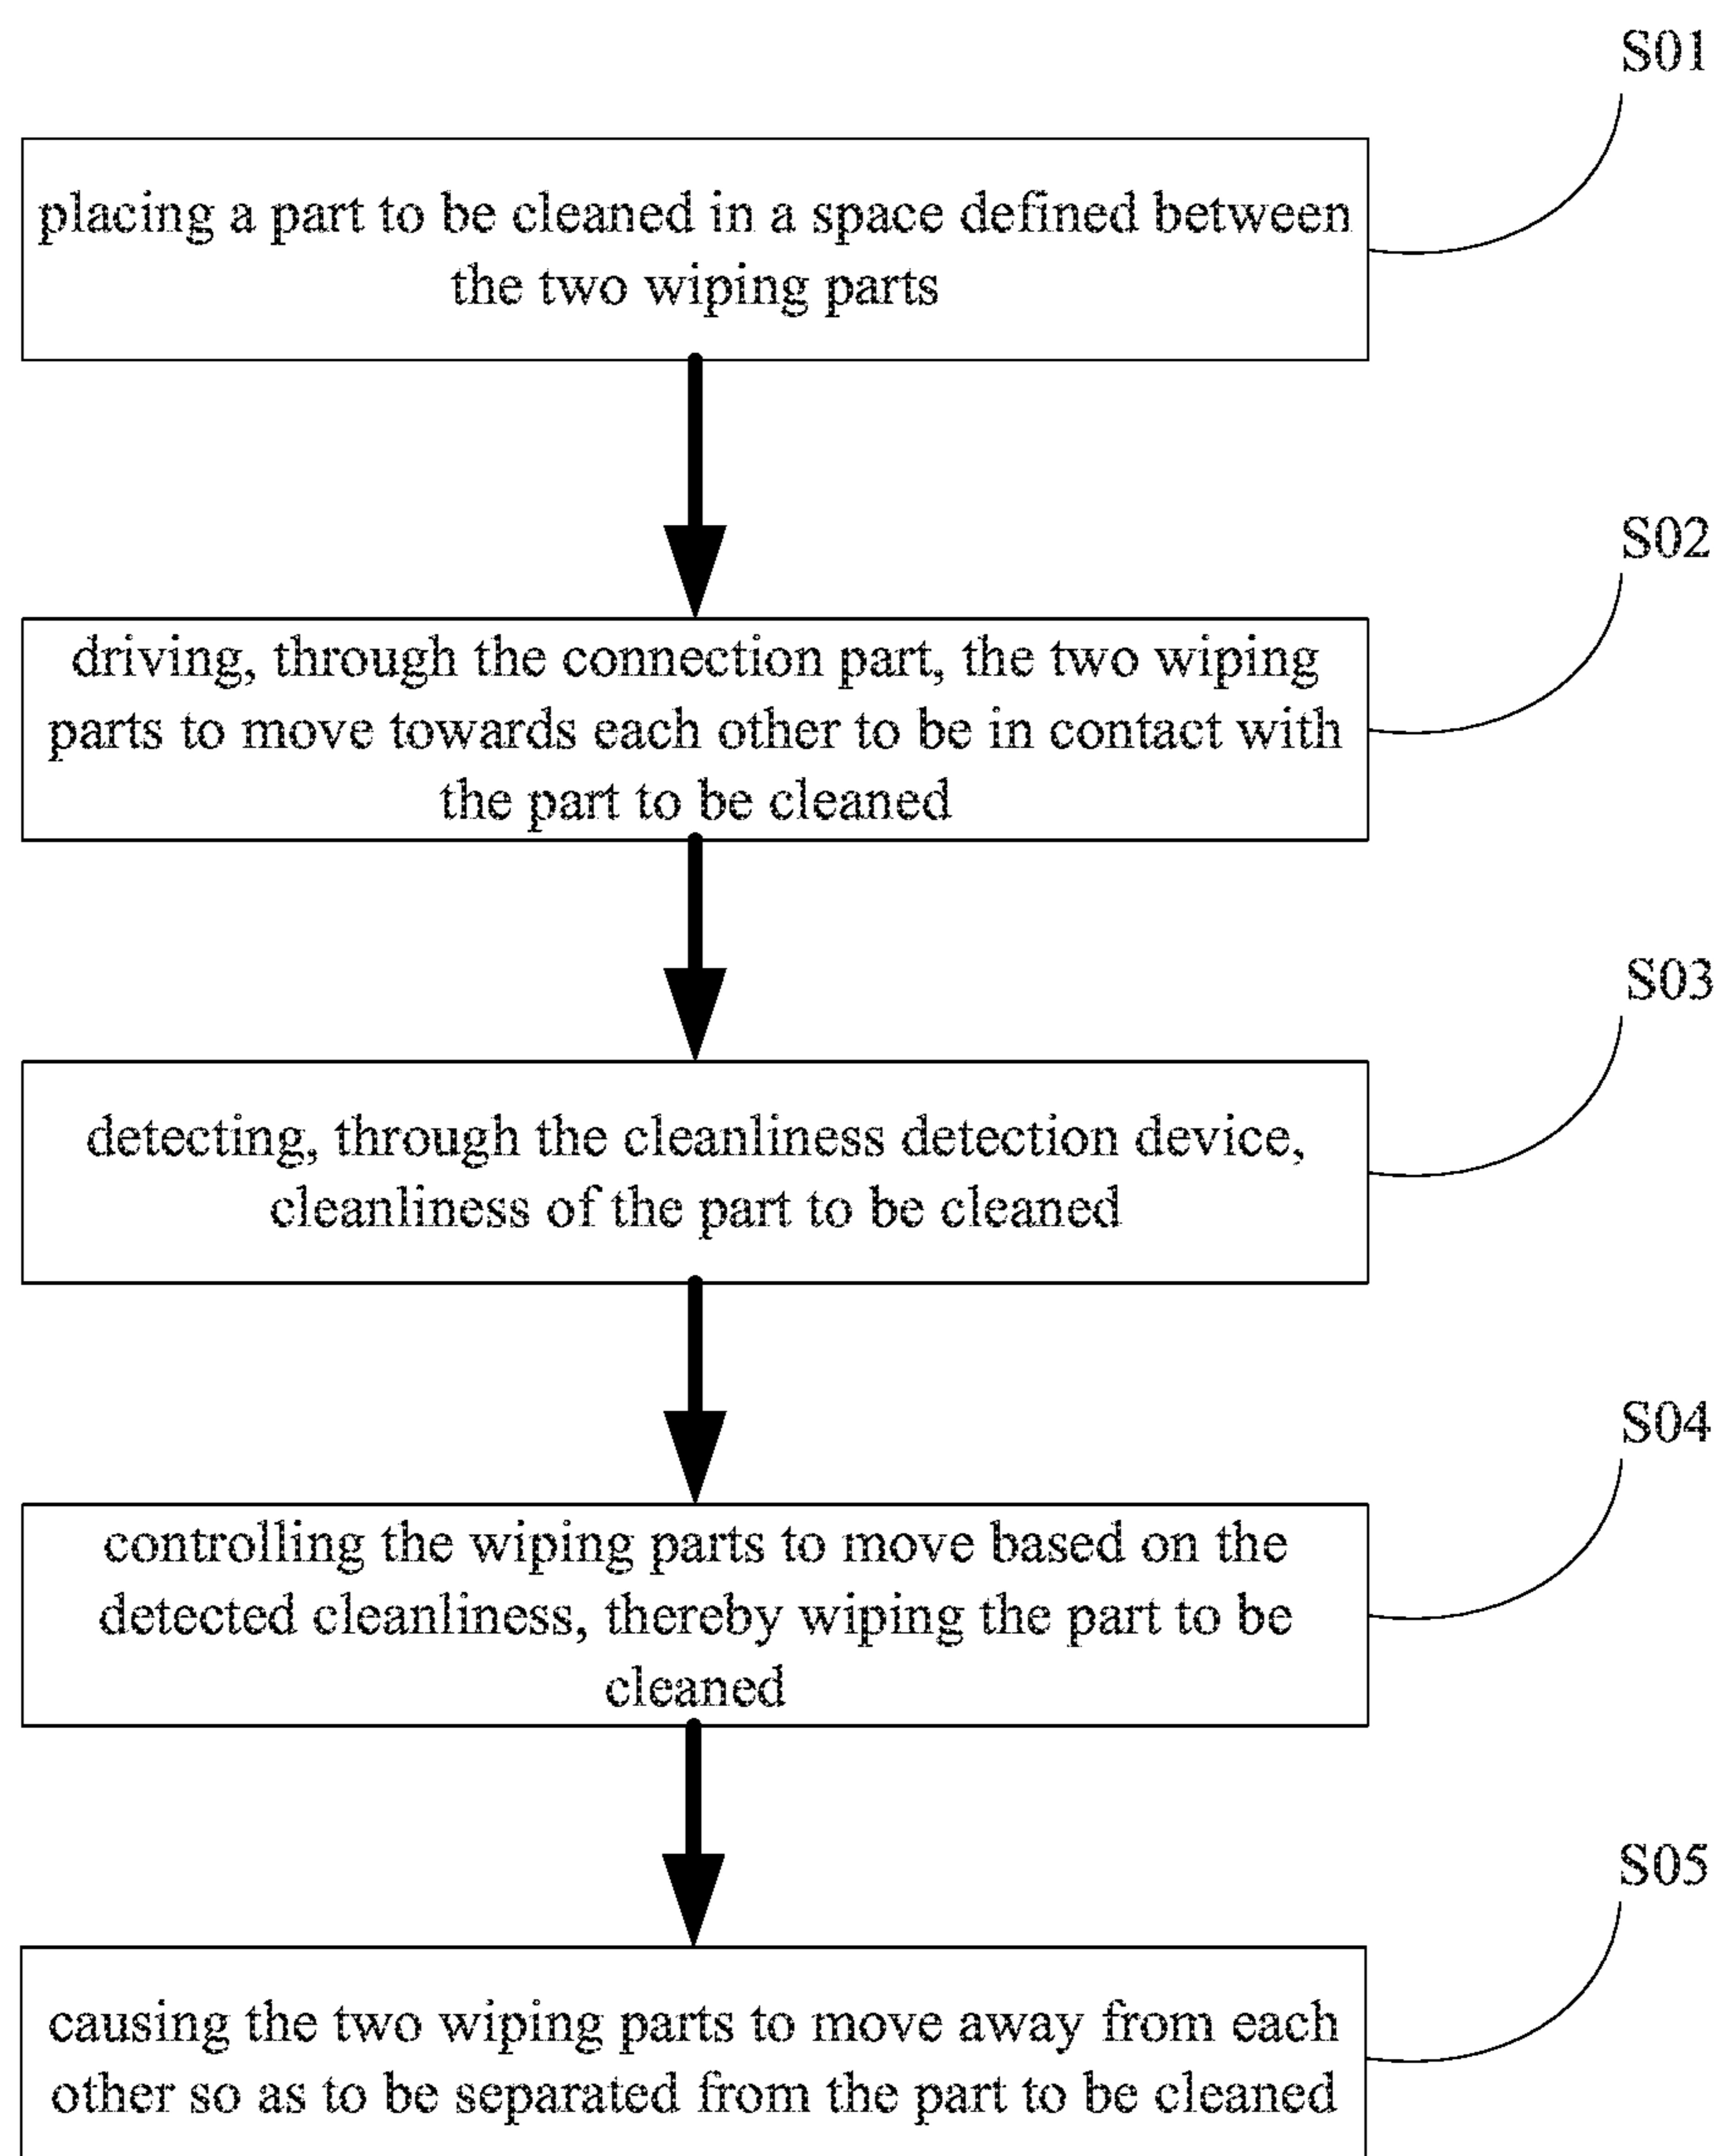 S01
placing a part to be cleaned in a space defined between
the two wiping parts
S02
driving, through the connection part, the two wiping
parts to move towards each other to be in contact with
the part to be cleaned
S03
detecting, through the cleanliness detection device,
cleanliness of the part to be cleaned
S04
controlling the wiping parts to move based on the
detected cleanliness, thereby wiping the part to be
cleaned
S05
causing the two wiping parts to move away from each
other so as to be separated from the part to be cleaned